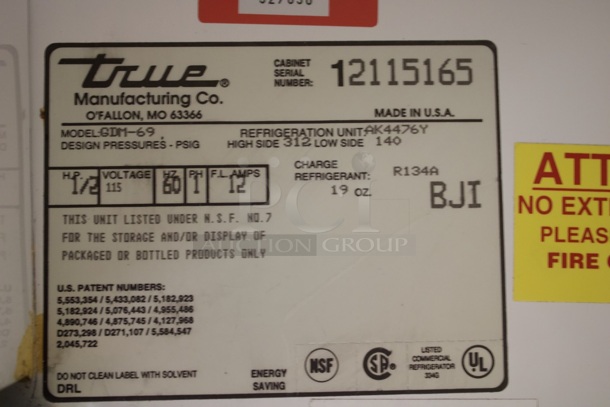 true®
Manufacturing Co.
O'FALLON, MO 63366
CABINET
SERIAL
NUMBER: 12115165
MADE IN U.S.A.
MODEL: GDM-69
REFRIGERATION UNIT: AK4476Y
DESIGN PRESSURES - PSIG HIGH SIDE 312 LOW SIDE 140
H.P. 1/2 VOLTAGE 115 HZ 60 PH 1 F.L. AMPS 12
CHARGE
REFRIGERANT: R134A
19 OZ.
BJI
THIS UNIT LISTED UNDER N.S.F. NO.7
FOR THE STORAGE AND/OR DISPLAY OF
PACKAGED OR BOTTLED PRODUCTS ONLY
PCI
AUCTION GROUP
U.S. PATENT NUMBERS:
5,553,354 / 5,433,082 / 5,182,923
5,182,924 / 5,076,443 / 4,955,486
4,890,746 / 4,875,745 / 4,127,968
D273,298 / D271,107 / 5,584,547
2,045,722
DO NOT CLEAN LABEL WITH SOLVENT
DRL
ENERGY
SAVING
NSF
SA
LISTED
COMMERCIAL
REFRIGERATOR
334G
UL
ATT
NO EXT
PLEAS
FIRE